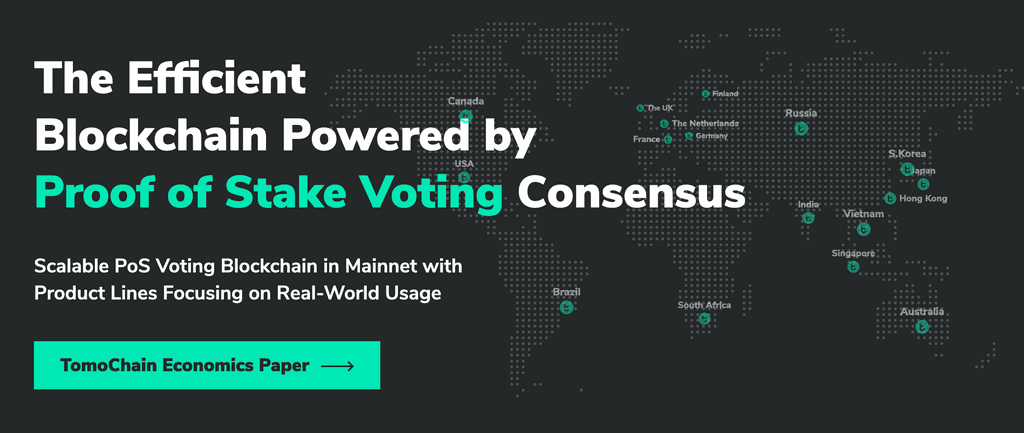 The Efficient
Blockchain Powered by
Proof of Stake Voting Consensus
Scalable PoS Voting Blockchain in Mainnet with
Product Lines Focusing on Real-World Usage
TomoChain Economics Paper
Canada
USA
Brazil
Finland
The UK
The Netherlands
Germany
France
South Africa
Russia
S.Korea
Japan
Hong Kong
India
Vietnam
Singapore
Australia